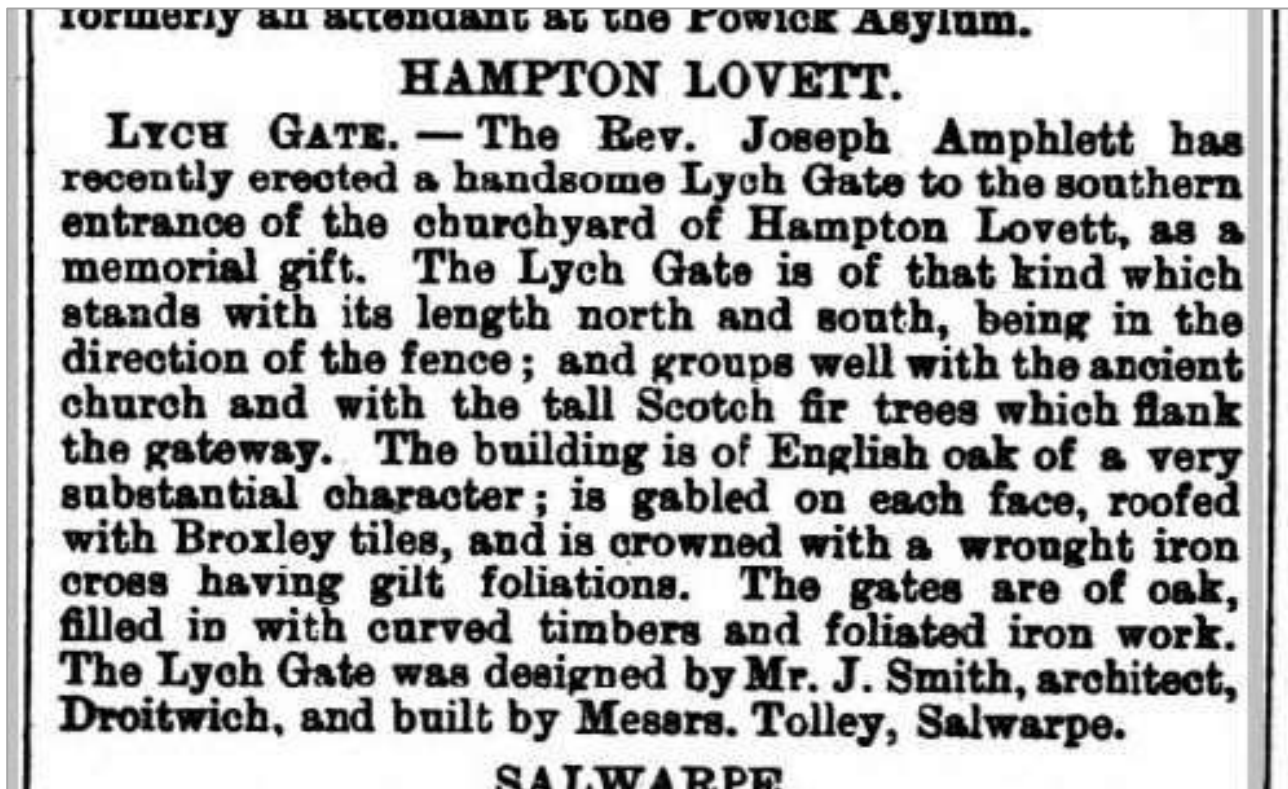 formerly an attendant at the Powick Asylum.
HAMPTON LOVETT.
LYCH GATE. — The Rev. Joseph Amphlett has
recently erected a handsome Lych Gate to the southern
entrance of the churchyard of Hampton Lovett, as a
memorial gift. The Lych Gate is of that kind which
stands with its length north and south, being in the
direction of the fence; and groups well with the ancient
church and with the tall Scotch fir trees which flank
the gateway. The building is of English oak of a very
substantial character; is gabled on each face, roofed
with Broxley tiles, and is crowned with a wrought iron
cross having gilt foliations. The gates are of oak,
filled in with curved timbers and foliated iron work.
The Lych Gate was designed by Mr. J. Smith, architect,
Droitwich, and built by Messrs. Tolley, Salwarpe.
SALWARPE